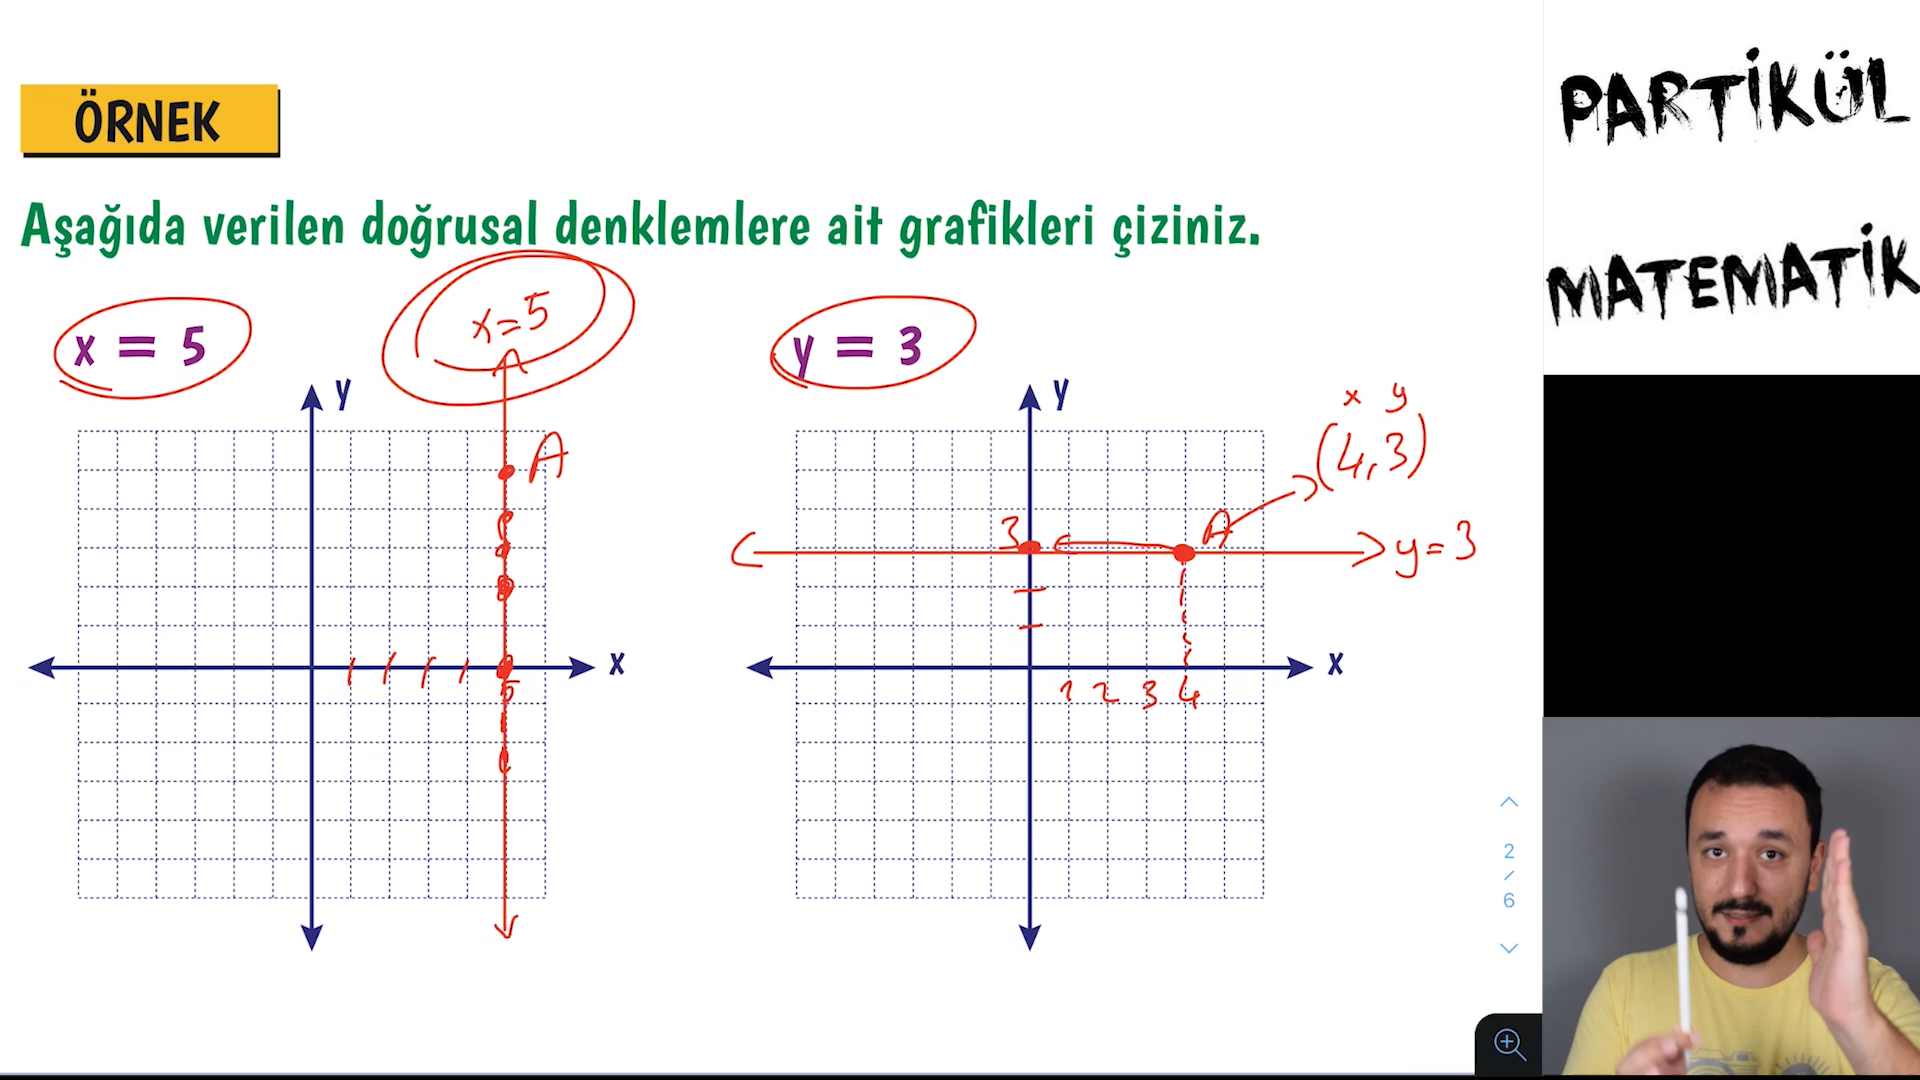 PARTİKÜL
MATEMATİK
ÖRNEK
Aşağıda verilen doğrusal denklemlere ait grafikleri çiziniz.
x = 5
x=5
y
A
x
5
y = 3
y
x y
(4,3)
A
3
y=3
x
1 2 3 4
2
/
6